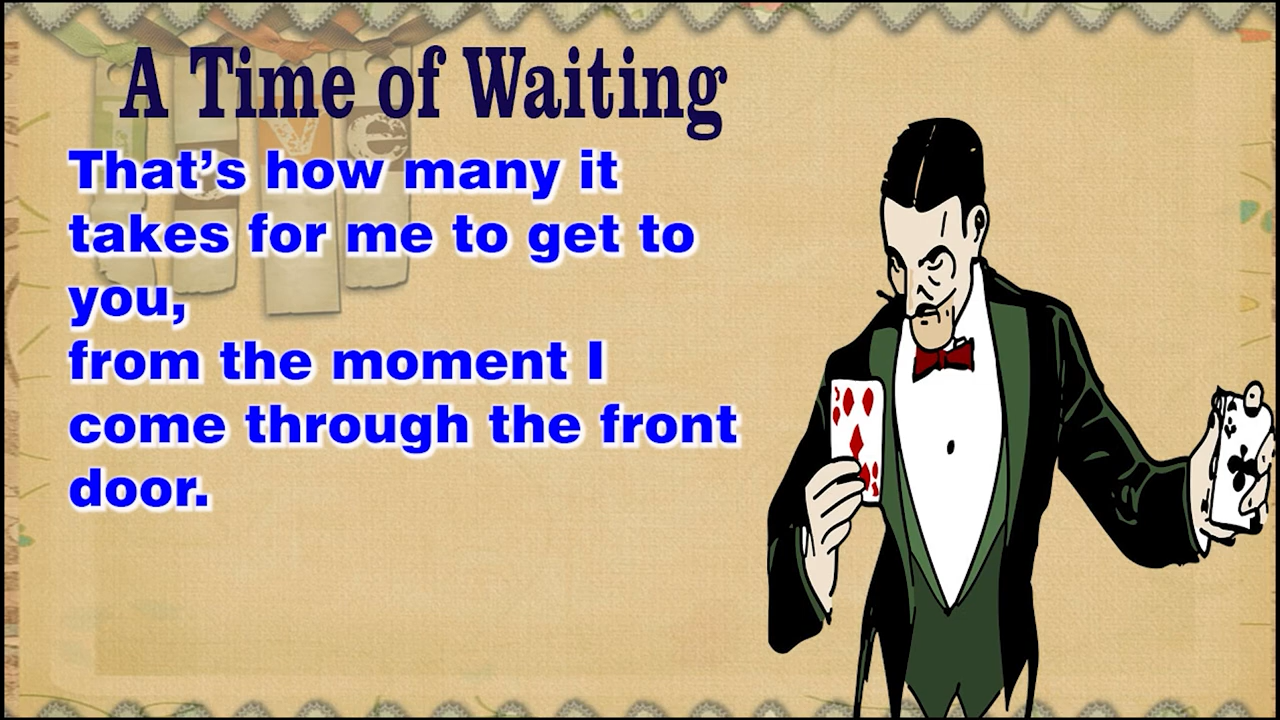 A Time of Waiting
That’s how many it
takes for me to get to
you,
from the moment I
come through the front
door.